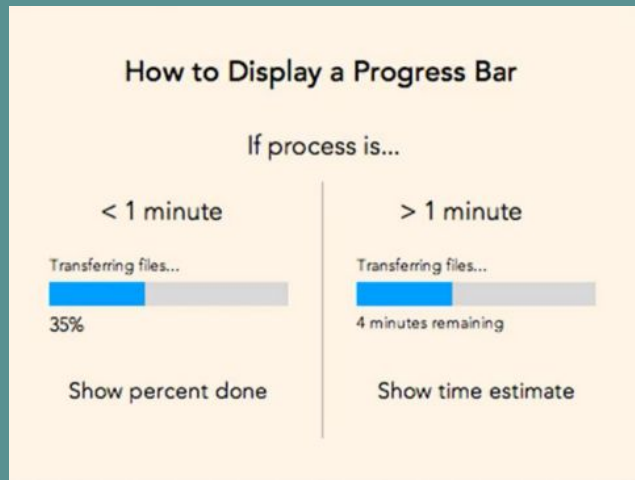 How to Display a Progress Bar
If process is...
< 1 minute
Transferring files...
35%
Show percent done
> 1 minute
Transferring files...
4 minutes remaining
Show time estimate